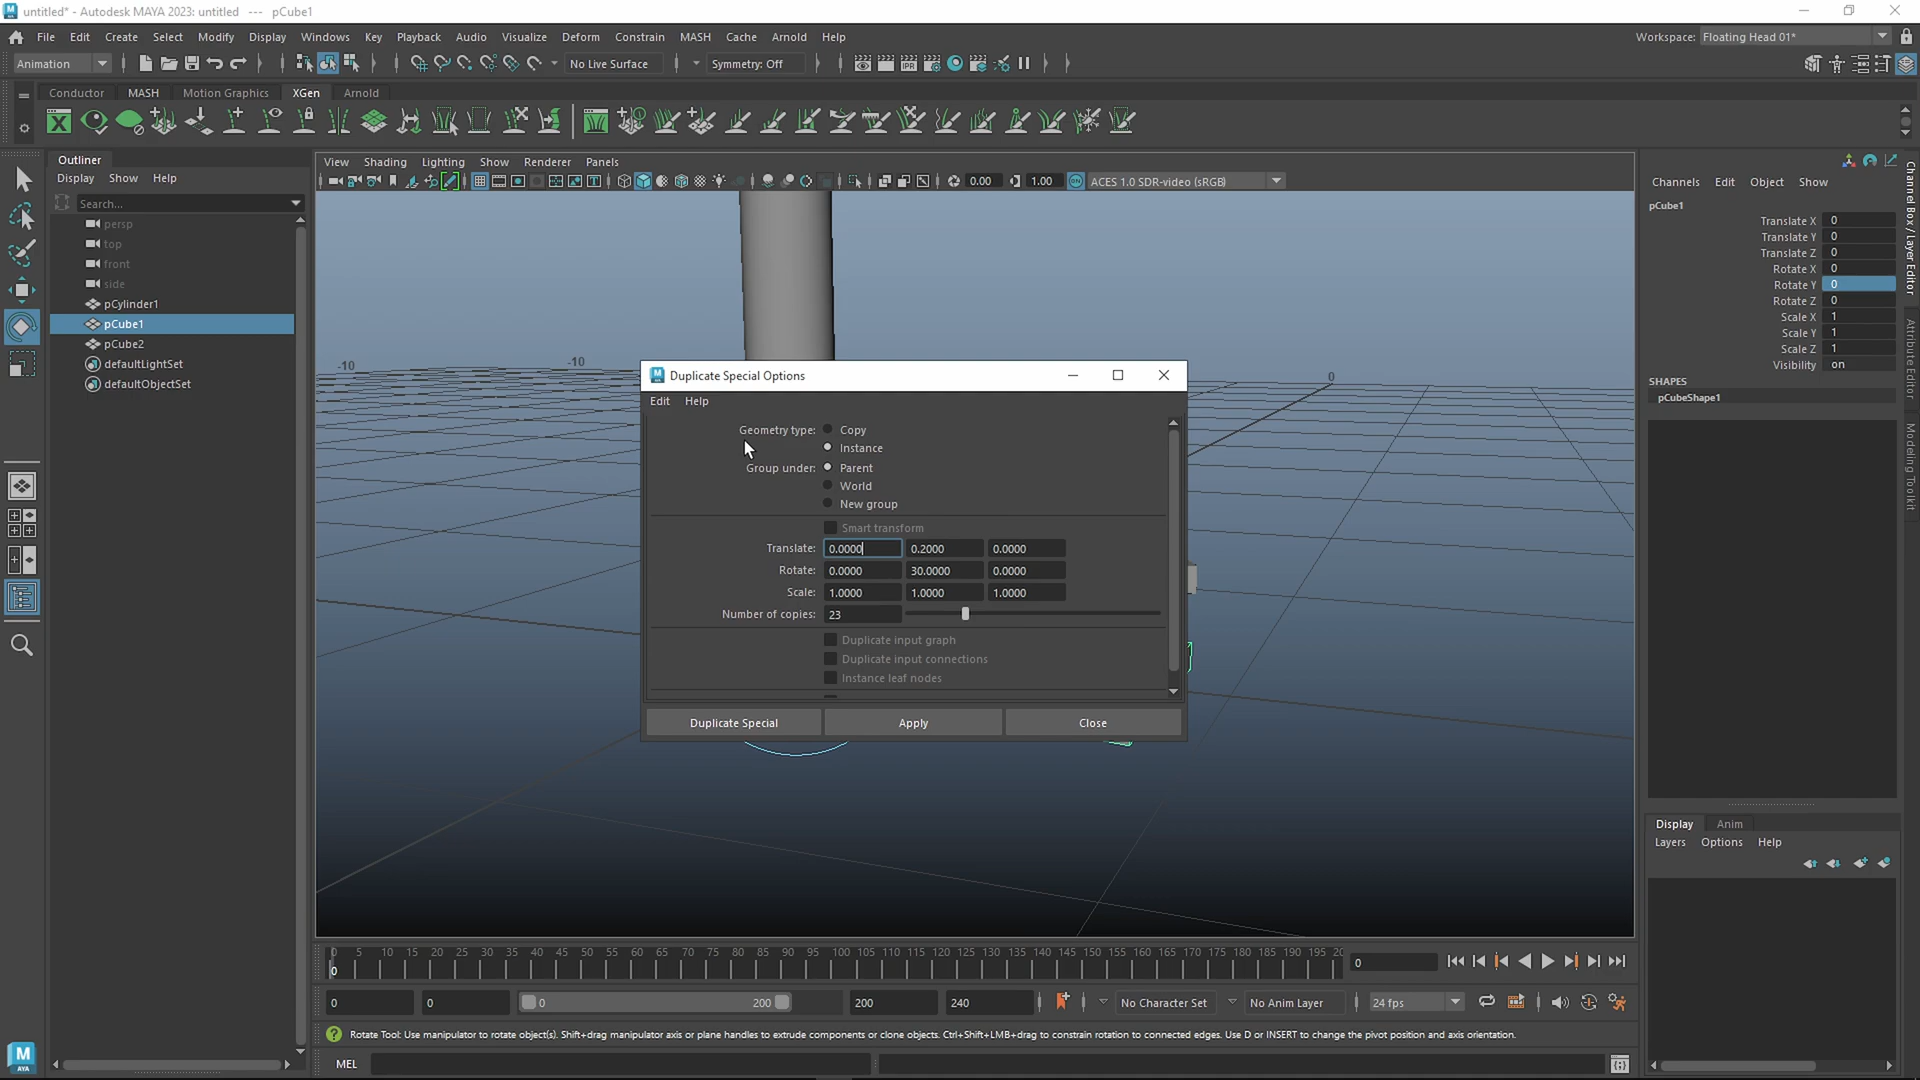 untitled* - Autodesk MAYA 2023: untitled --- pCube1
File Edit Create Select Modify Display Windows Key Playback Audio Visualize Deform Constrain MASH Cache Arnold Help
Workspace: Floating Head 01*
Animation No Live Surface Symmetry: Off
Conductor MASH Motion Graphics XGen Arnold
Outliner
Display Show Help
Search...
persp
top
front
side
pCylinder1
pCube1
pCube2
defaultLightSet
defaultObjectSet
View Shading Lighting Show Renderer Panels
0.00 1.00 ACES 1.0 SDR-video (sRGB)
-10 -10 0
Duplicate Special Options
Edit Help
Geometry type: Copy
Instance
Group under: Parent
World
New group
Smart transform
Translate: 0.0000 0.2000 0.0000
Rotate: 0.0000 30.0000 0.0000
Scale: 1.0000 1.0000 1.0000
Number of copies: 23
Duplicate input graph
Duplicate input connections
Instance leaf nodes
Duplicate Special Apply Close
Channels Edit Object Show
pCube1
Translate X 0
Translate Y 0
Translate Z 0
Rotate X 0
Rotate Y 0
Rotate Z 0
Scale X 1
Scale Y 1
Scale Z 1
Visibility on
SHAPES
pCubeShape1
Channel Box / Layer Editor
Attribute Editor
Modeling Toolkit
Display Anim
Layers Options Help
0 5 10 15 20 25 30 35 40 45 50 55 60 65 70 75 80 85 90 95 100 105 110 115 120 125 130 135 140 145 150 155 160 165 170 175 180 185 190 195 20
0
0
0 0 0 200 200 240 No Character Set No Anim Layer 24 fps
Rotate Tool: Use manipulator to rotate object(s). Shift+drag manipulator axis or plane handles to extrude components or clone objects. Ctrl+Shift+LMB+drag to constrain rotation to connected edges. Use D or INSERT to change the pivot position and axis orientation.
MEL
M
AYA